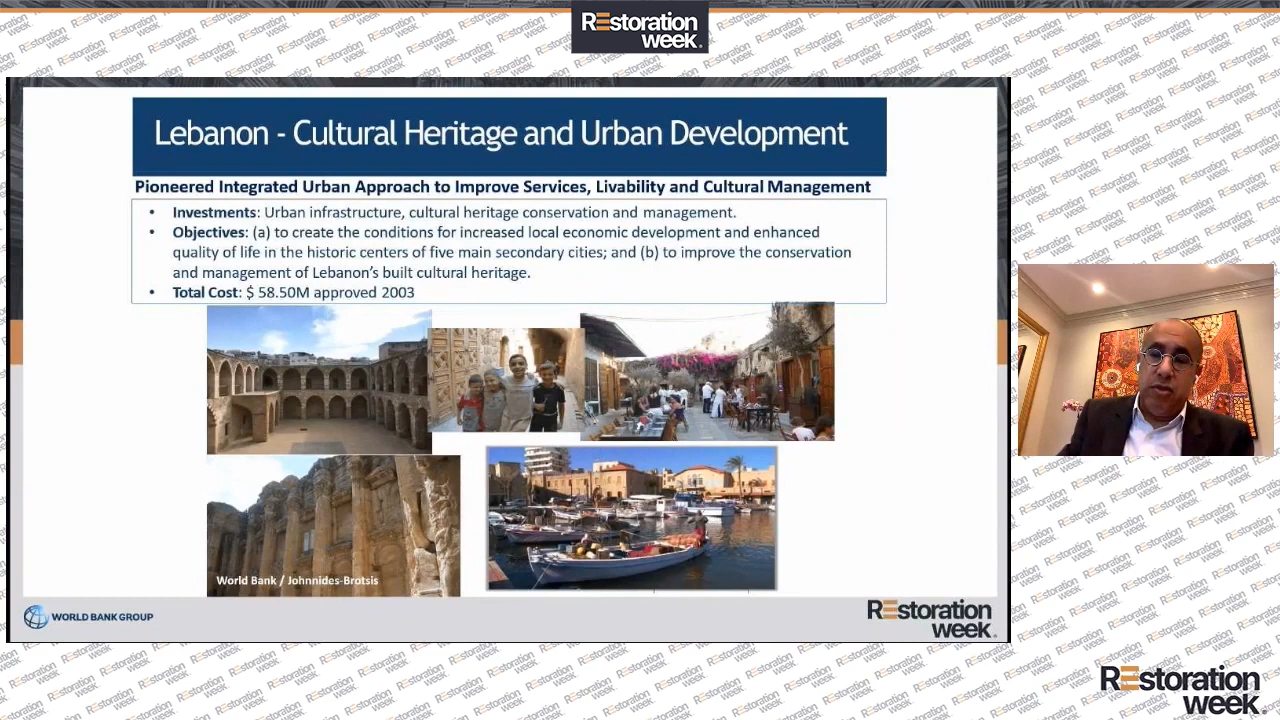 REstoration
week.
Lebanon - Cultural Heritage and Urban Development
Pioneered Integrated Urban Approach to Improve Services, Livability and Cultural Management
• Investments: Urban infrastructure, cultural heritage conservation and management.
• Objectives: (a) to create the conditions for increased local economic development and enhanced
quality of life in the historic centers of five main secondary cities; and (b) to improve the conservation
and management of Lebanon's built cultural heritage.
• Total Cost: $ 58.50M approved 2003
World Bank / Johnnides-Brotsis
WORLD BANK GROUP
REstoration
week.
REstoration
week.